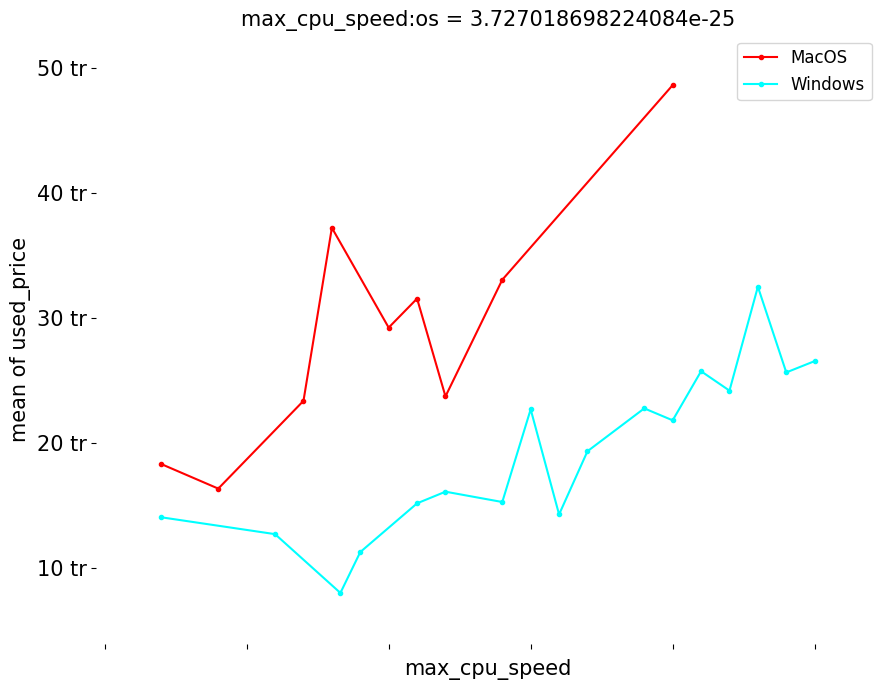 max_cpu_speed:os = 3.727018698224084e-25
MacOS
Windows
50 tr
40 tr
30 tr
20 tr
10 tr
mean of used_price
max_cpu_speed